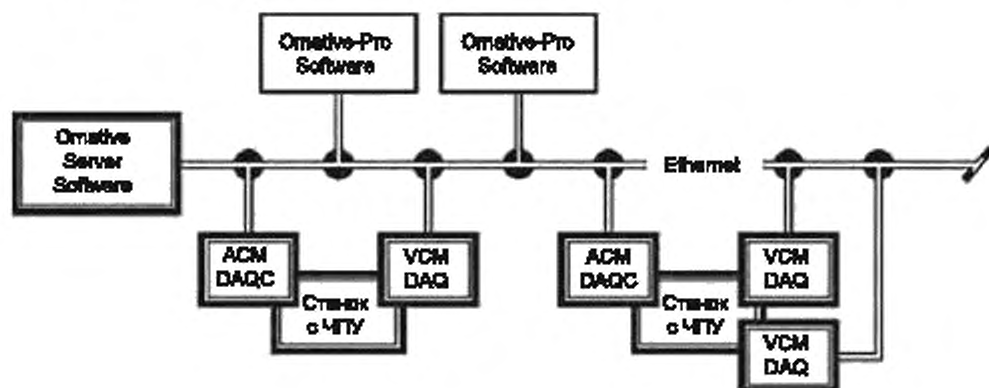 Omative-Pro
Software
Omative-Pro
Software
Omative
Server
Software
Ethernet
ACM
DAQC
VCM
DAQ
Станок
с ЧПУ
ACM
DAQC
VCM
DAQ
Станок
с ЧПУ
VCM
DAQ